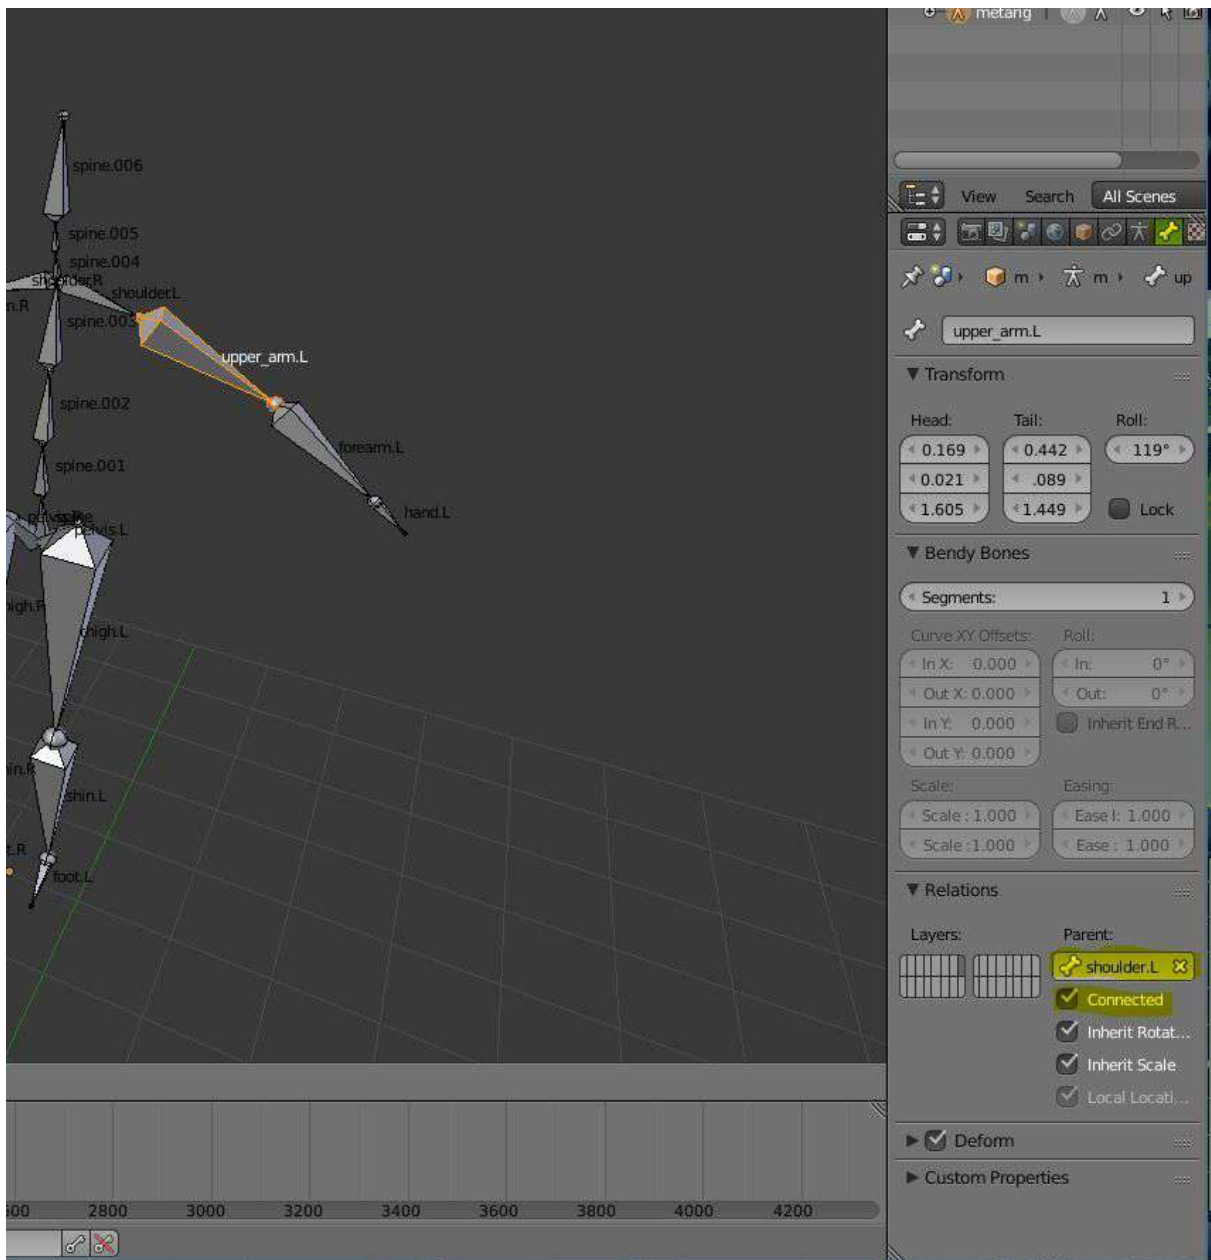 metarig
spine.006
View Search All Scenes
spine.005
spine.004
shoulder.R
m m up
shoulder.L
n.R
spine.003
upper_arm.L
upper_arm.L
Transform
spine.002
Head: Tail: Roll:
forearm.L
0.169 0.442 119°
spine.001
0.021 .089
hand.L
1.605 1.449 Lock
pelvis.L
Bendy Bones
Segments: 1
high.R
thigh.L
Curve XY Offsets: Roll:
In X: 0.000 In: 0°
Out X: 0.000 Out: 0°
In Y: 0.000 Inherit End R...
Out Y: 0.000
hin.R
shin.L
Scale: Easing:
Scale : 1.000 Ease I: 1.000
t.R
Scale :1.000 Ease : 1.000
foot.L
Relations
Layers: Parent:
shoulder.L
Connected
Inherit Rotat...
Inherit Scale
Local Locati...
Deform
Custom Properties
2800 3000 3200 3400 3600 3800 4000 4200